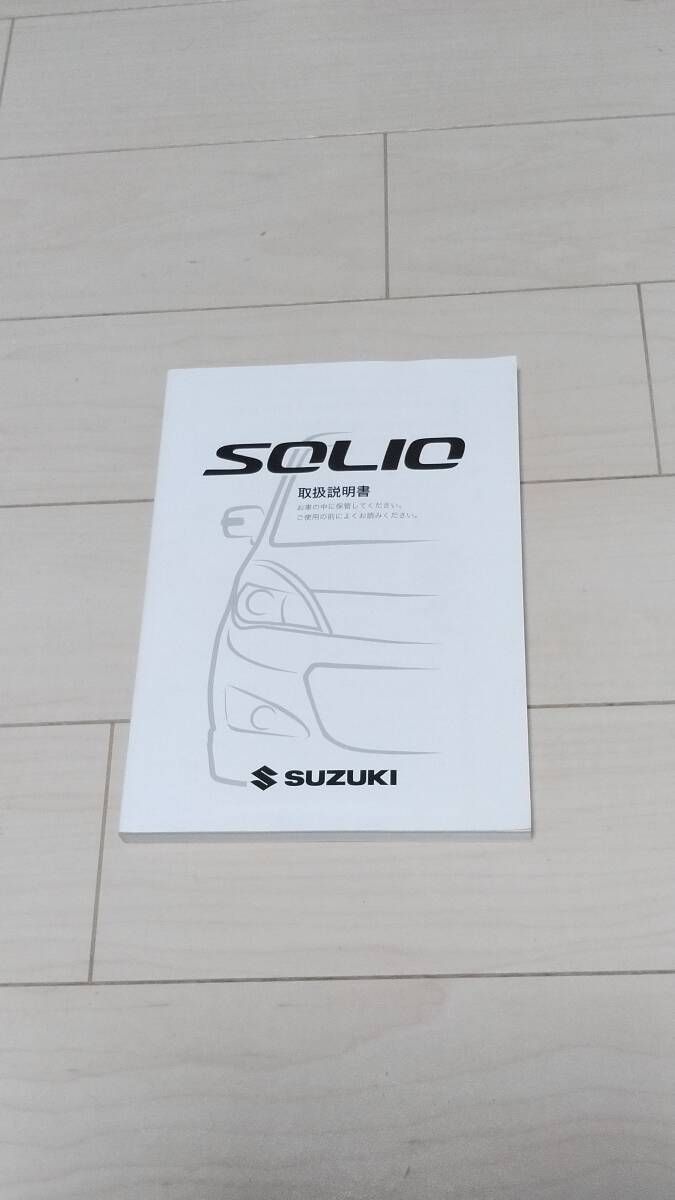 SOLIO
取扱説明書
お車の中に保管してください。
ご使用の前によくお読みください。
SUZUKI